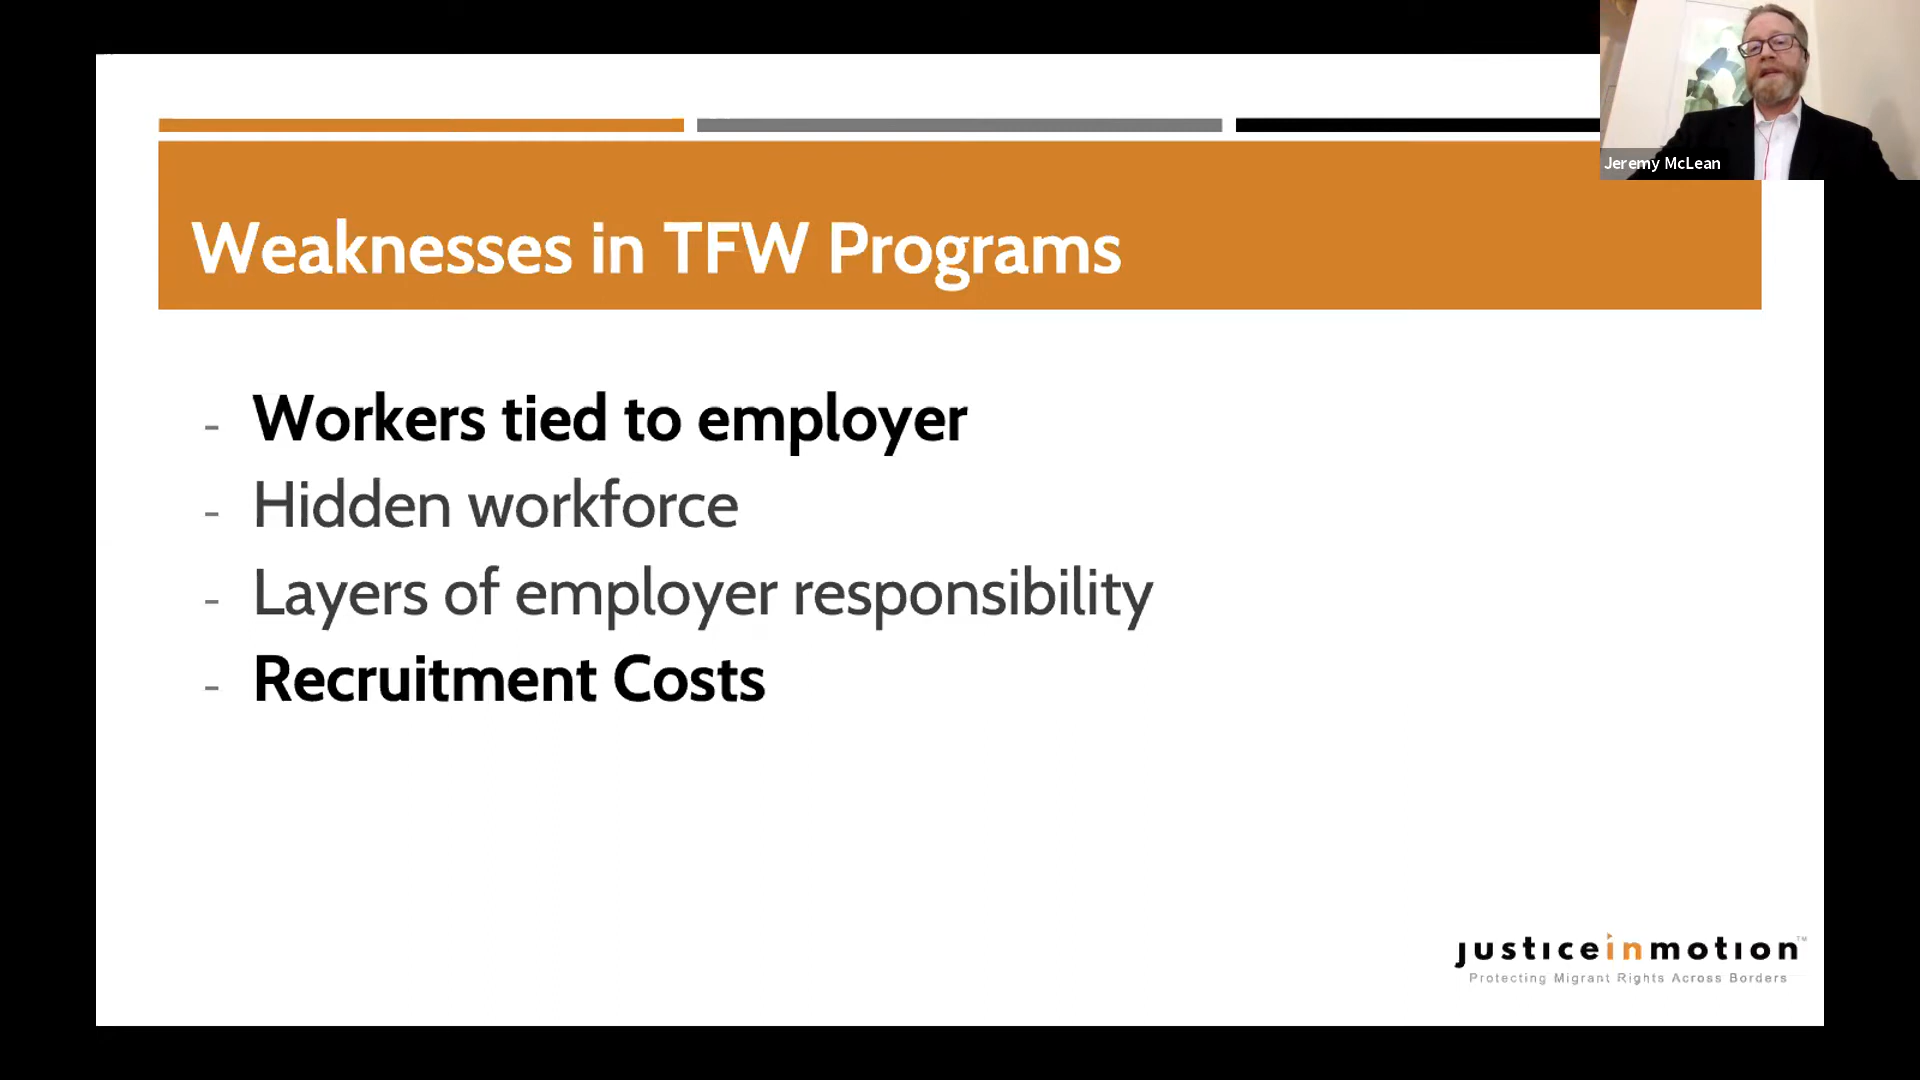 Jeremy McLean
Weaknesses in TFW Programs
- Workers tied to employer
- Hidden workforce
- Layers of employer responsibility
- Recruitment Costs
justiceinmotion™
Protecting Migrant Rights Across Borders